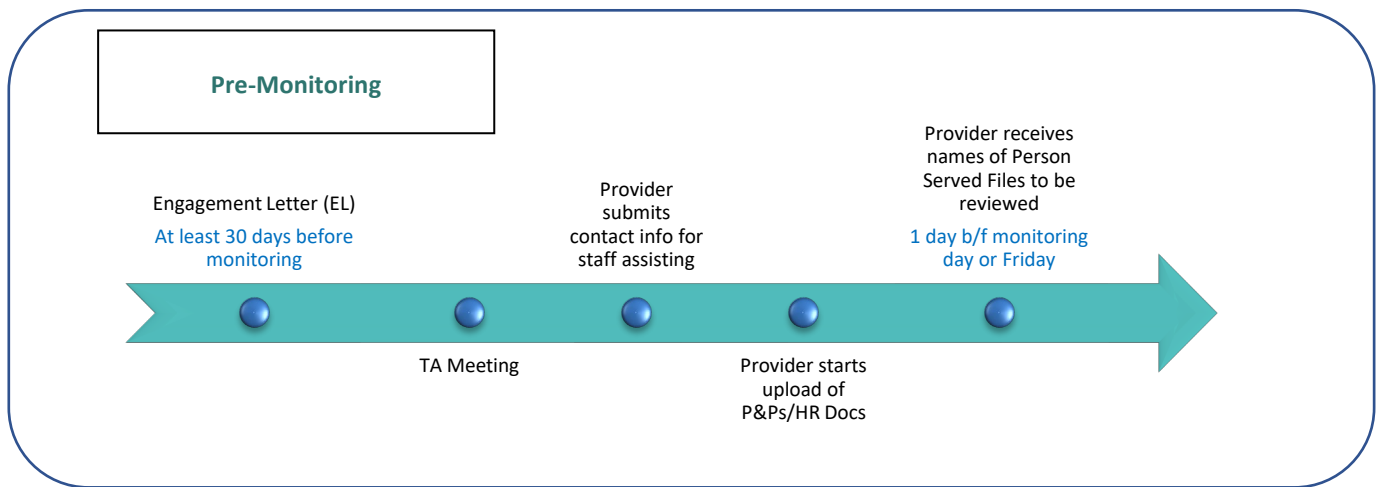 Pre-Monitoring
Engagement Letter (EL)
At least 30 days before
monitoring
TA Meeting
Provider
submits
contact info for
staff assisting
Provider starts
upload of
P&Ps/HR Docs
Provider receives
names of Person
Served Files to be
reviewed
1 day b/f monitoring
day or Friday